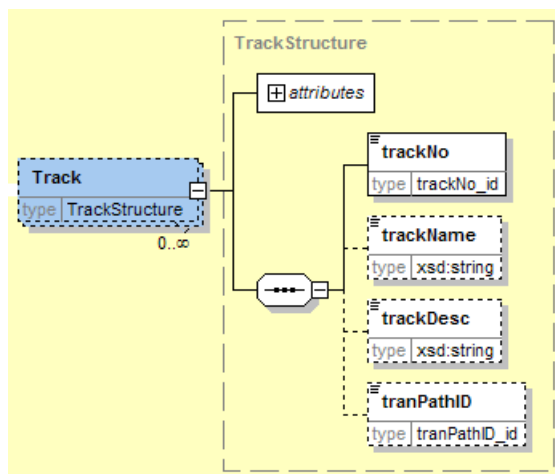 TrackStructure
attributes
Track
type TrackStructure
0..∞
trackNo
type trackNo_id
trackName
type xsd:string
trackDesc
type xsd:string
tranPathID
type tranPathID_id